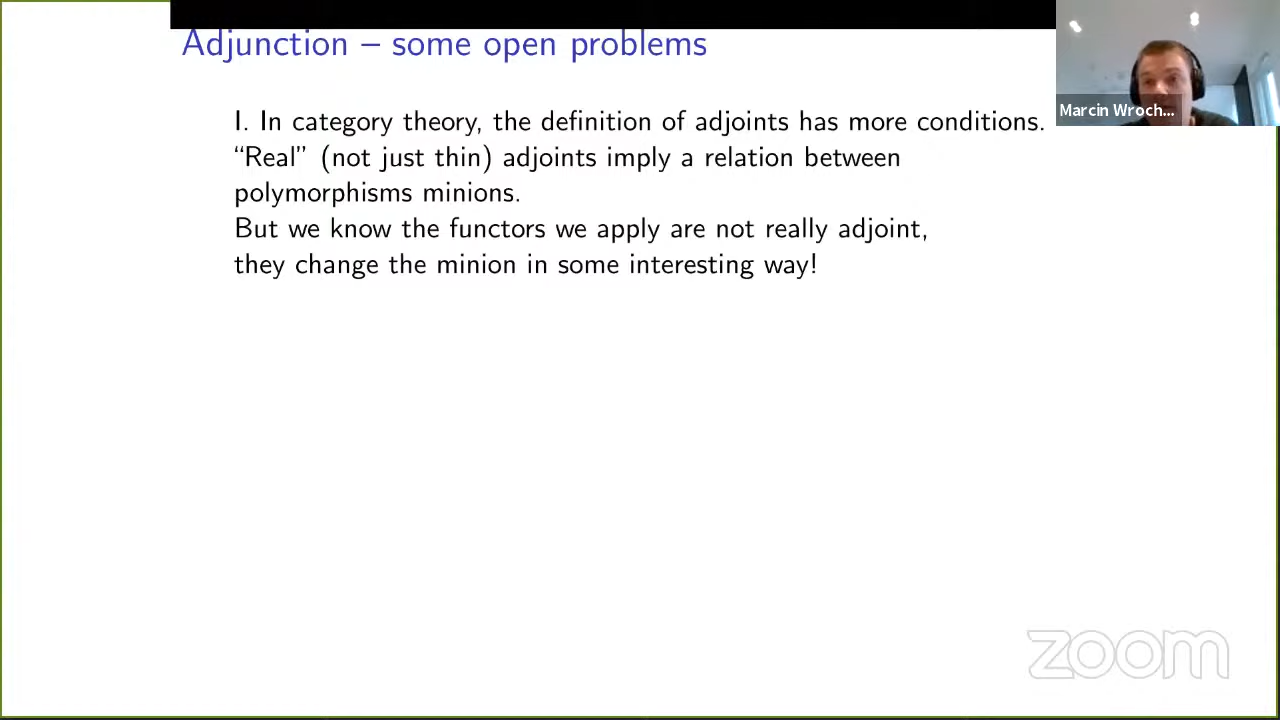 Adjunction – some open problems
Marcin Wroch...
I. In category theory, the definition of adjoints has more conditions.
“Real” (not just thin) adjoints imply a relation between
polymorphisms minions.
But we know the functors we apply are not really adjoint,
they change the minion in some interesting way!
zoom